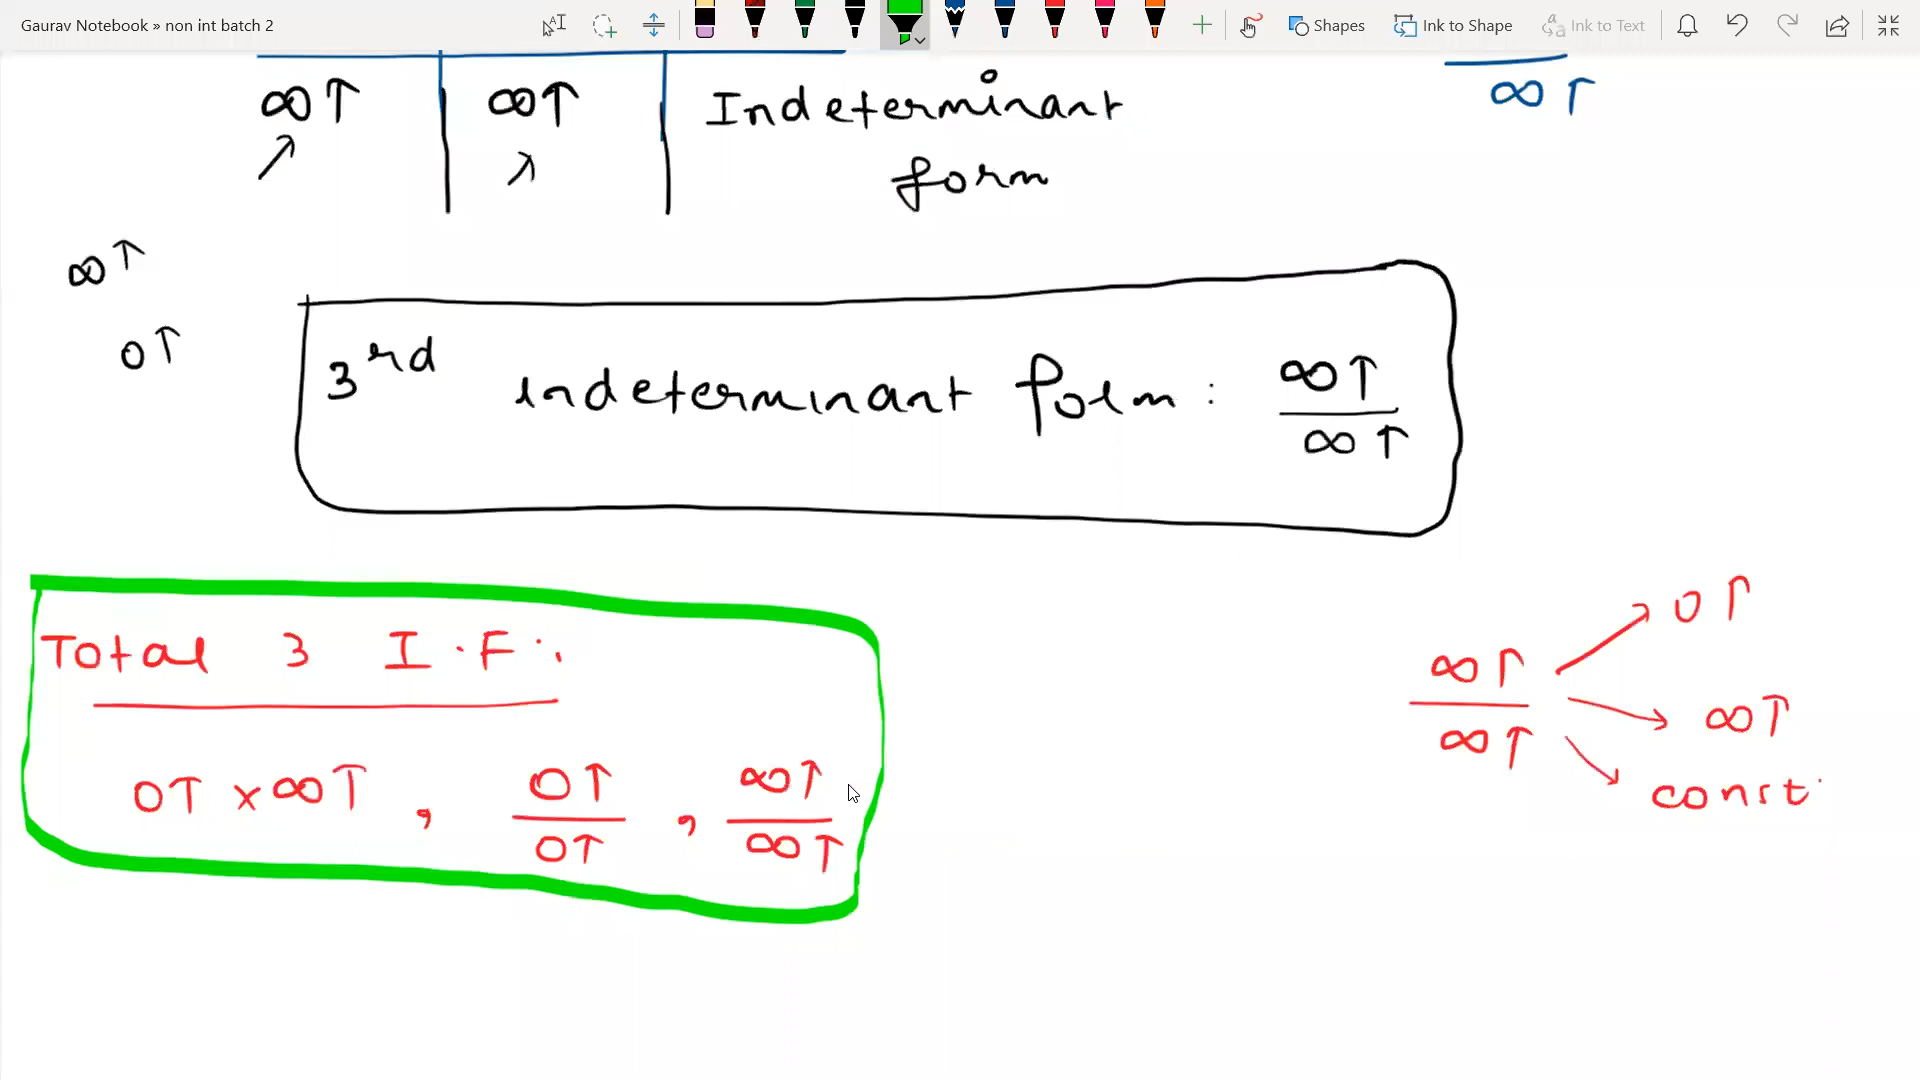 Gaurav Notebook » non int batch 2
Shapes
Ink to Shape
Ink to Text
∞↑ ∞↑ Indeterminant
form
∞↑
∞↑
0↑
3rd indeterminant form : ∞↑
∞↑
Total 3 I.F :
0↑ × ∞↑ , 0↑ , ∞↑
0↑ ∞↑
∞↑
∞↑
0↑
∞↑
const